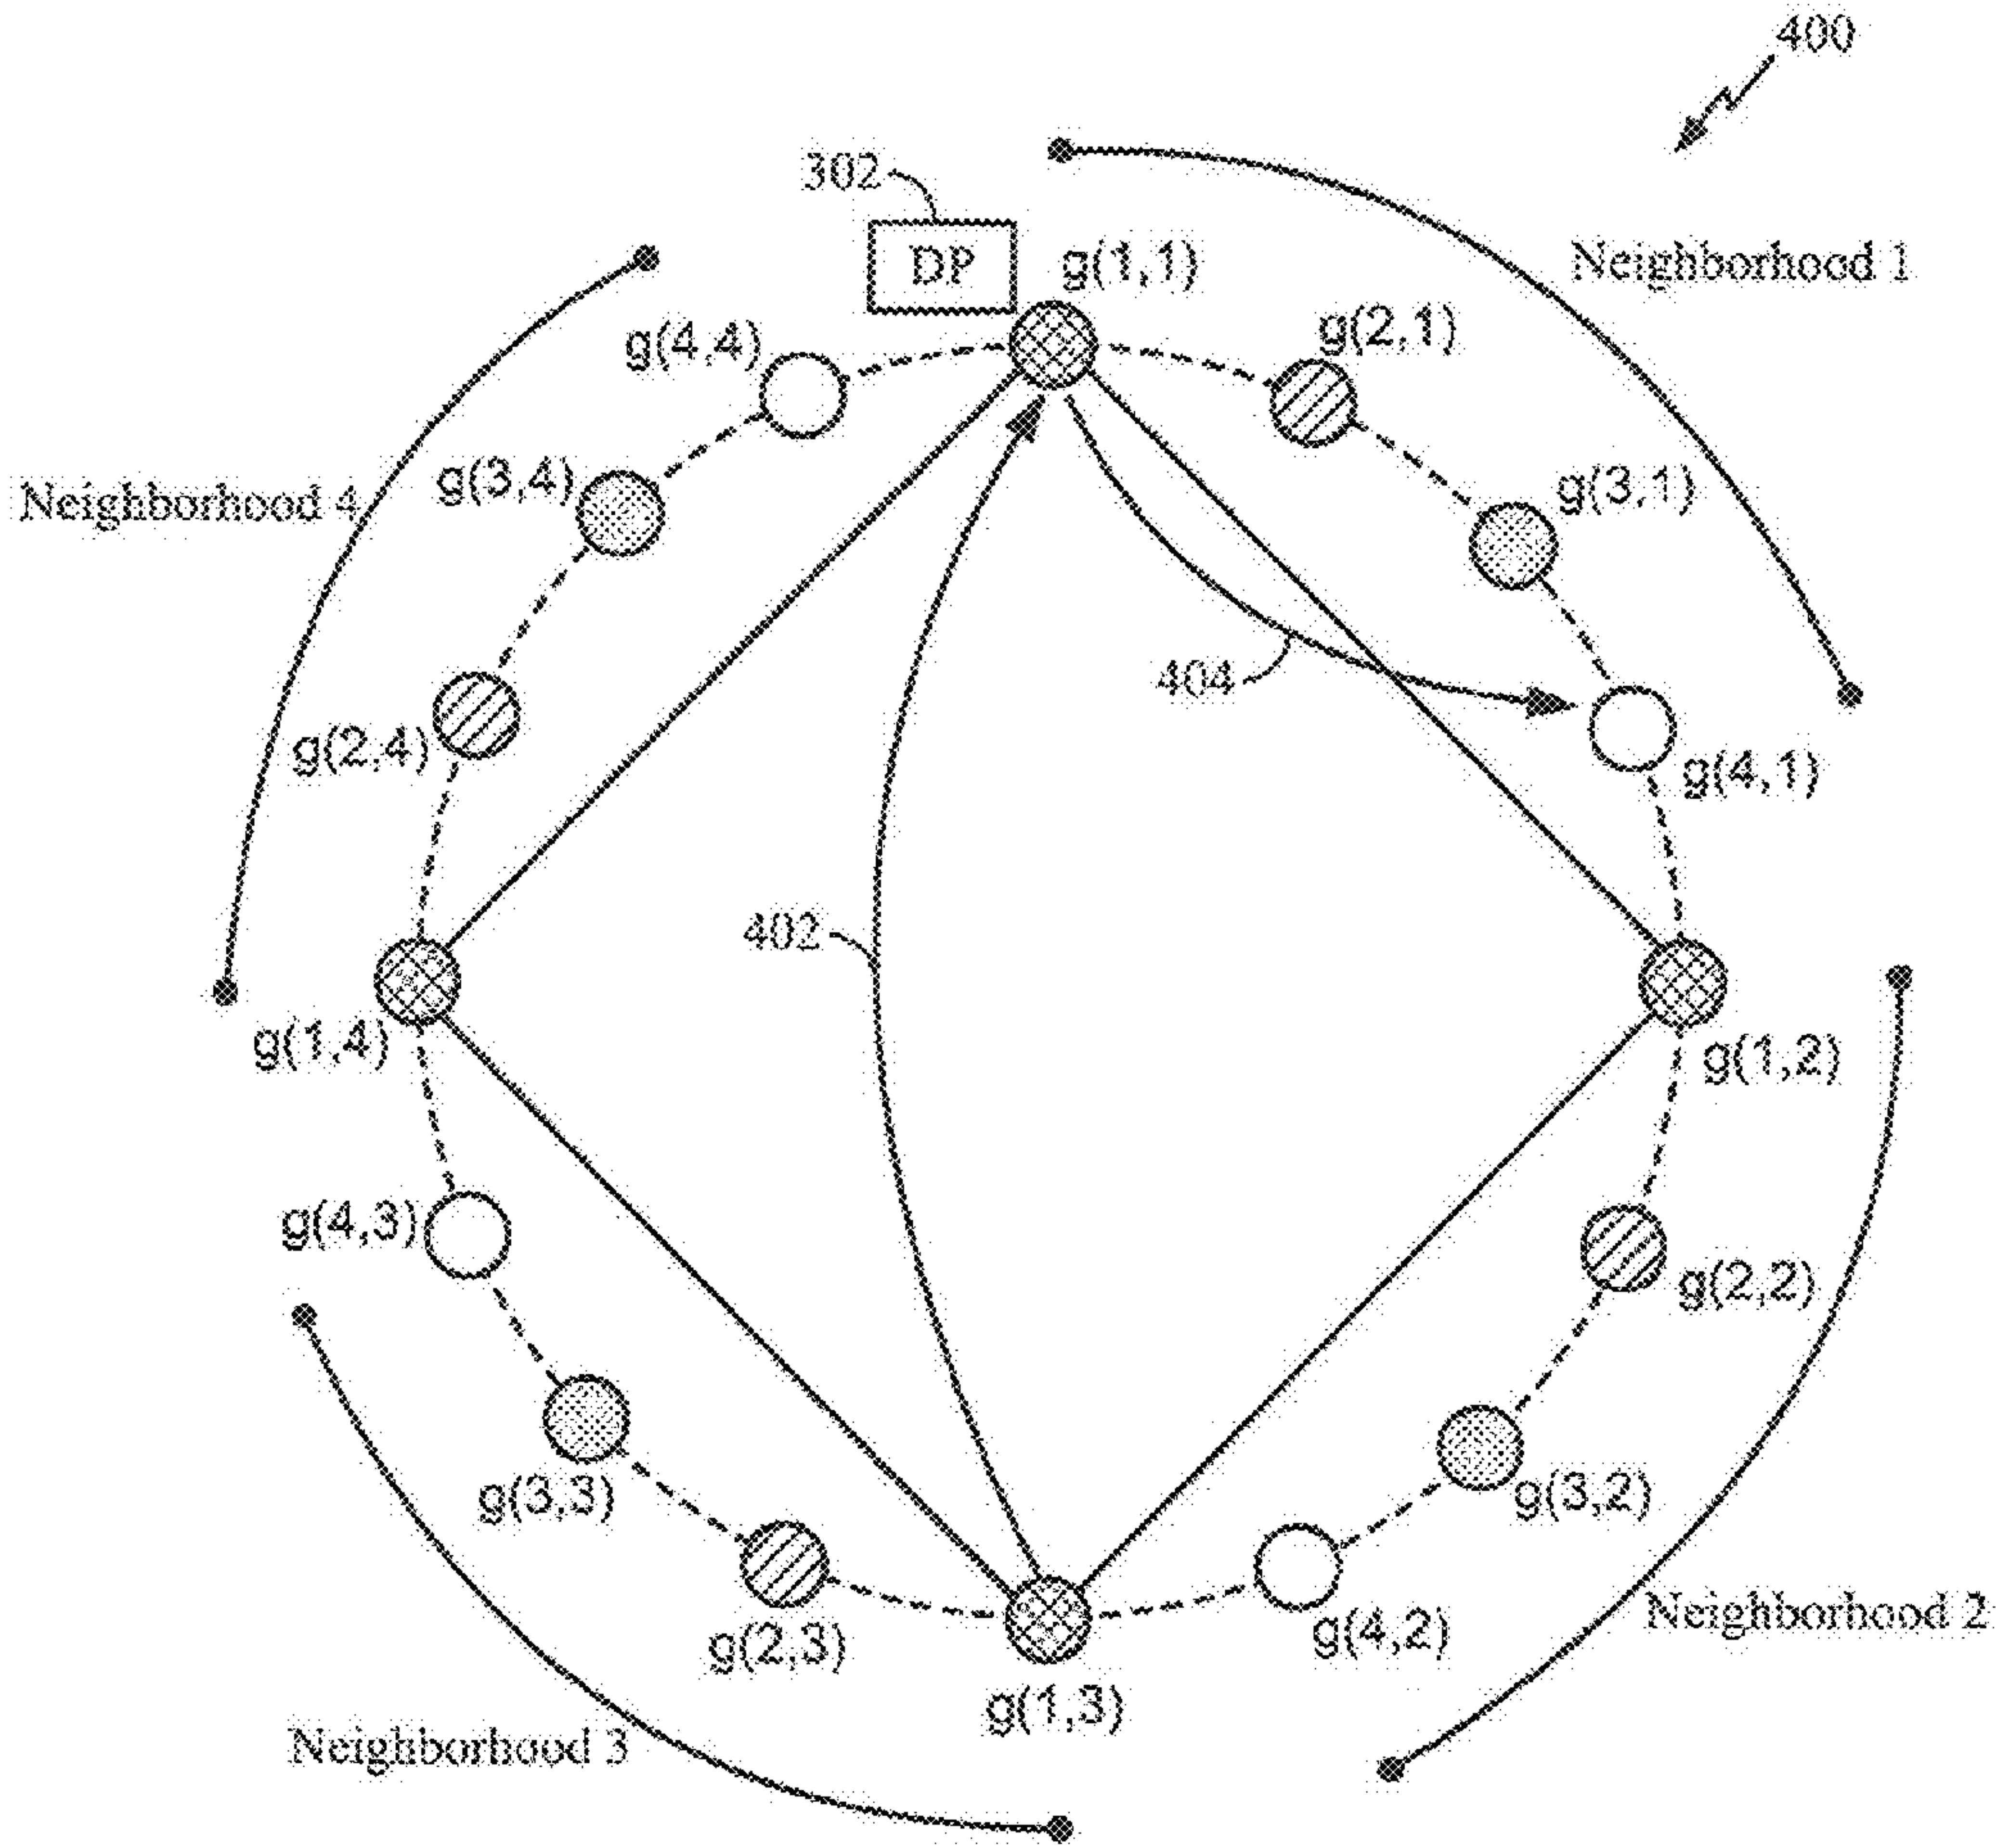 400
302
DP
g(1,1)
Neighborhood 1
g(4,4)
g(2,1)
g(3,4)
g(3,1)
Neighborhood 4
404
g(2,4)
g(4,1)
402
g(1,4)
g(1,2)
g(4,3)
g(2,2)
g(3,3)
g(3,2)
g(2,3)
g(4,2)
Neighborhood 2
g(1,3)
Neighborhood 3